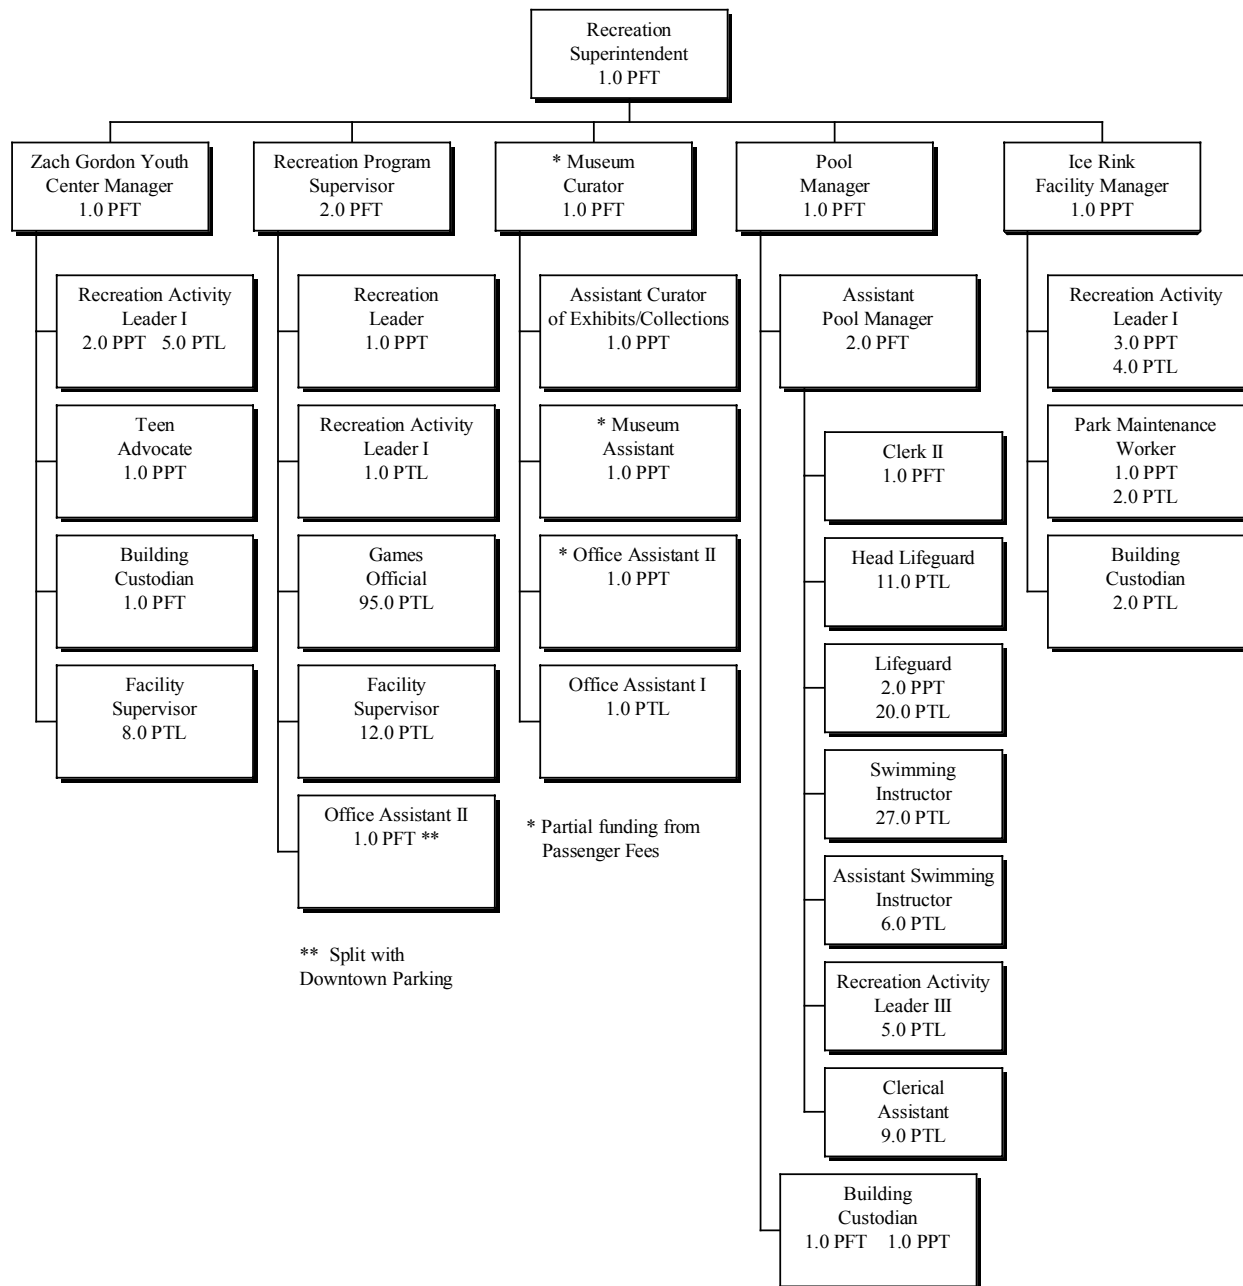 Recreation
Superintendent
1.0 PFT
Zach Gordon Youth
Center Manager
1.0 PFT
Recreation Program
Supervisor
2.0 PFT
* Museum
Curator
1.0 PFT
Pool
Manager
1.0 PFT
Ice Rink
Facility Manager
1.0 PPT
Recreation Activity
Leader I
2.0 PPT 5.0 PTL
Teen
Advocate
1.0 PPT
Building
Custodian
1.0 PFT
Facility
Supervisor
8.0 PTL
Recreation
Leader
1.0 PPT
Recreation Activity
Leader I
1.0 PTL
Games
Official
95.0 PTL
Facility
Supervisor
12.0 PTL
Office Assistant II
1.0 PFT **
** Split with
Downtown Parking
Assistant Curator
of Exhibits/Collections
1.0 PPT
* Museum
Assistant
1.0 PPT
* Office Assistant II
1.0 PPT
Office Assistant I
1.0 PTL
* Partial funding from
Passenger Fees
Assistant
Pool Manager
2.0 PFT
Clerk II
1.0 PFT
Head Lifeguard
11.0 PTL
Lifeguard
2.0 PPT
20.0 PTL
Swimming
Instructor
27.0 PTL
Assistant Swimming
Instructor
6.0 PTL
Recreation Activity
Leader III
5.0 PTL
Clerical
Assistant
9.0 PTL
Building
Custodian
1.0 PFT 1.0 PPT
Recreation Activity
Leader I
3.0 PPT
4.0 PTL
Park Maintenance
Worker
1.0 PPT
2.0 PTL
Building
Custodian
2.0 PTL